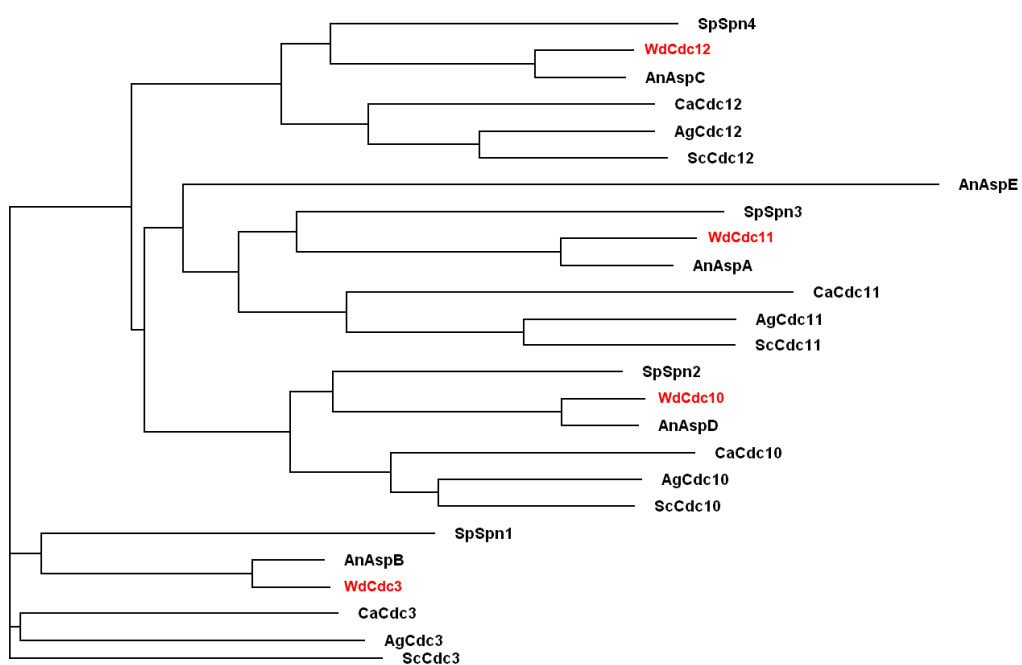 SpSpn4
WdCdc12
AnAspC
CaCdc12
AgCdc12
ScCdc12
AnAspE
SpSpn3
WdCdc11
AnAspA
CaCdc11
AgCdc11
ScCdc11
SpSpn2
WdCdc10
AnAspD
CaCdc10
AgCdc10
ScCdc10
SpSpn1
AnAspB
WdCdc3
CaCdc3
AgCdc3
ScCdc3